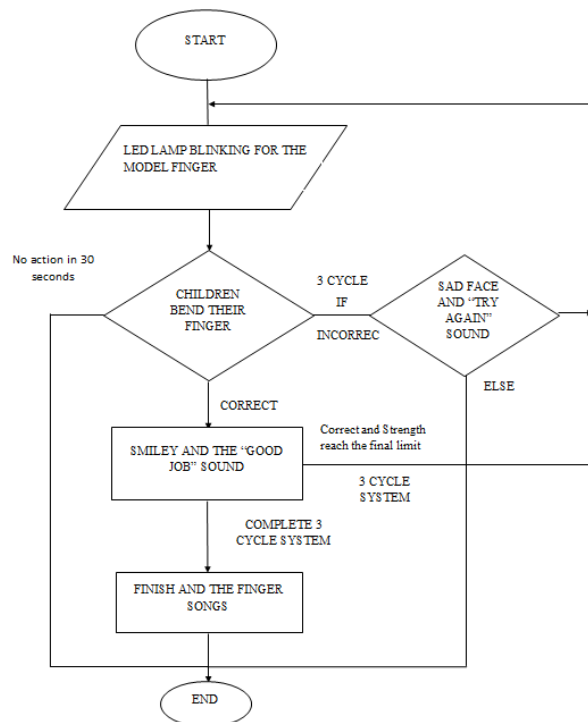 START
LED LAMP BLINKING FOR THE
MODEL FINGER
No action in 30
seconds
CHILDREN
BEND THEIR
FINGER
3 CYCLE
IF
INCORREC
SAD FACE
AND “TRY
AGAIN”
SOUND
ELSE
CORRECT
SMILEY AND THE “GOOD
JOB” SOUND
Correct and Strength
reach the final limit
3 CYCLE
SYSTEM
COMPLETE 3
CYCLE SYSTEM
FINISH AND THE FINGER
SONGS
END